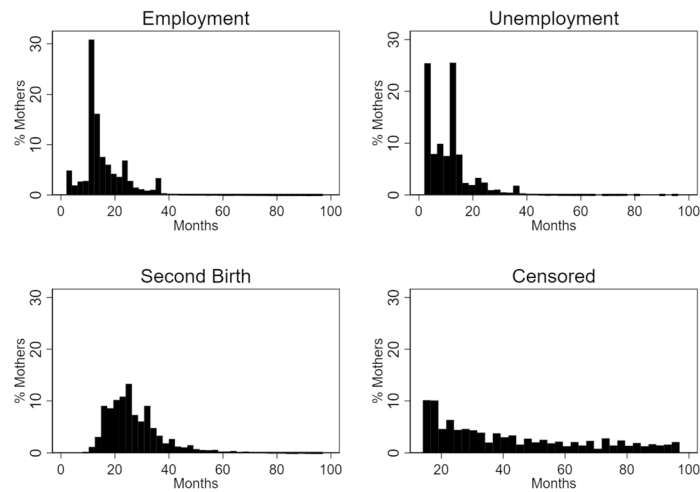 Employment
% Mothers
30
20
10
0
0 20 40 60 80 100
Months
Unemployment
% Mothers
30
20
10
0
0 20 40 60 80 100
Months
Second Birth
% Mothers
30
20
10
0
0 20 40 60 80 100
Months
Censored
% Mothers
30
20
10
0
20 40 60 80 100
Months